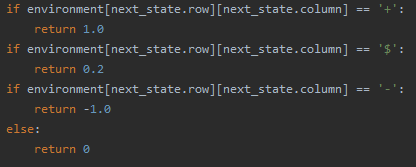 if environment[next_state.row][next_state.column] == '+':
    return 1.0
if environment[next_state.row][next_state.column] == '$':
    return 0.2
if environment[next_state.row][next_state.column] == '-':
    return -1.0
else:
    return 0